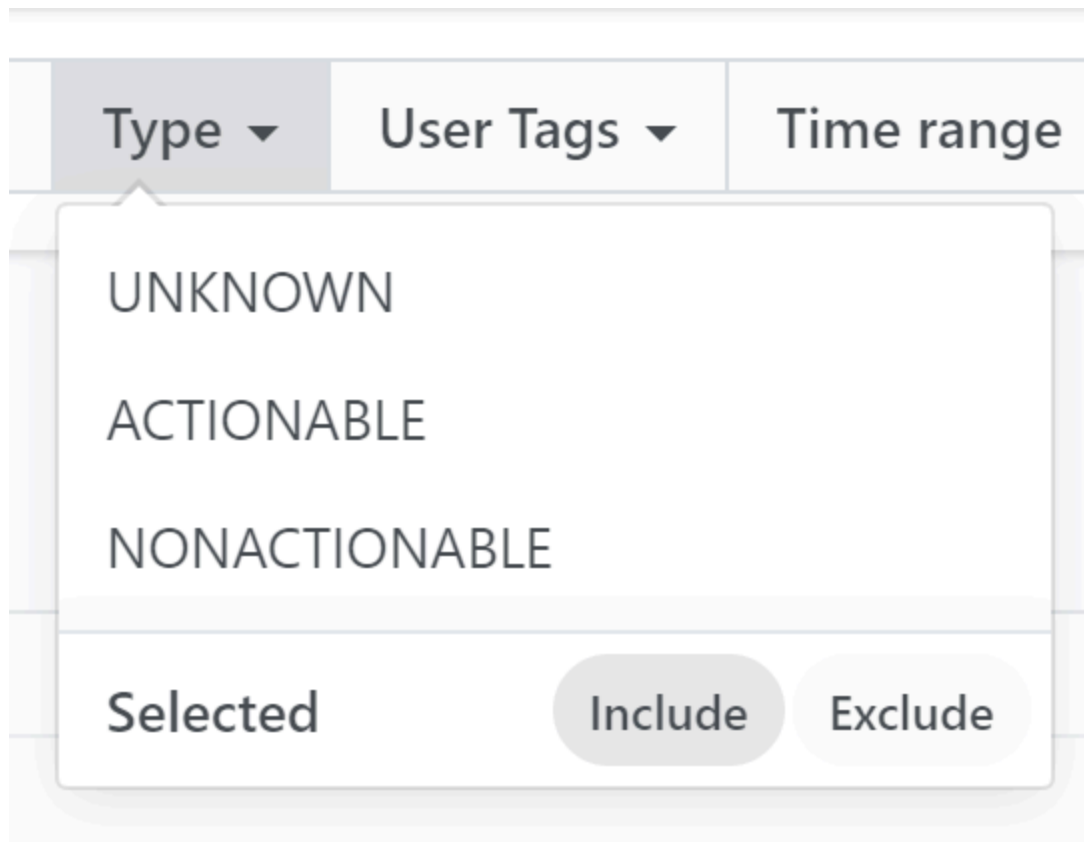 Type User Tags Time range
UNKNOWN
ACTIONABLE
NONACTIONABLE
Selected Include Exclude